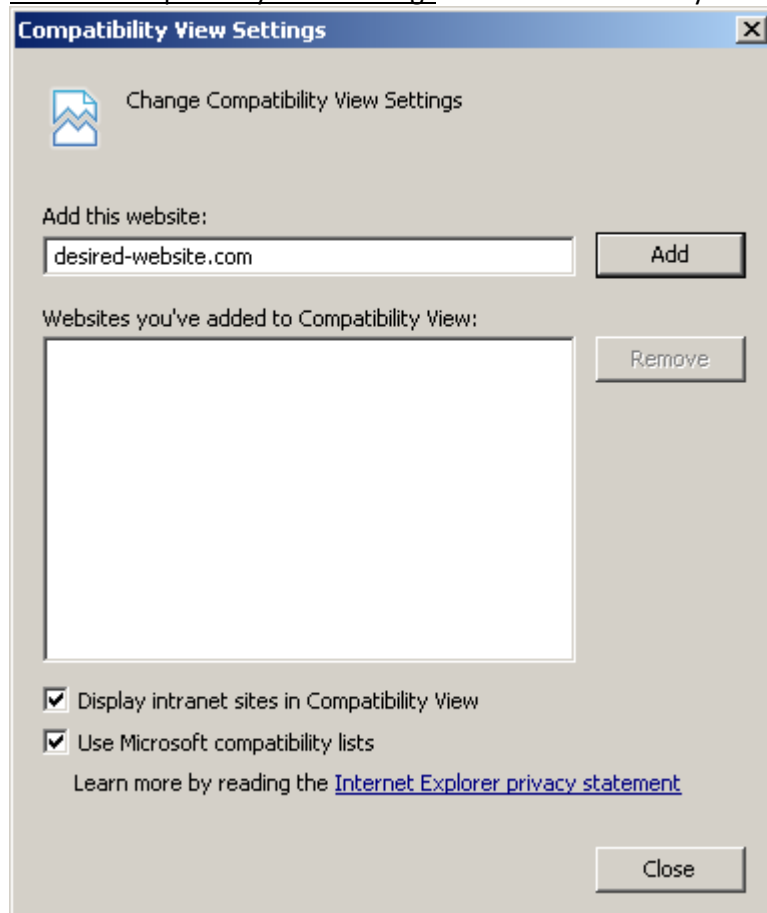 Compatibility View Settings
Change Compatibility View Settings
Add this website:
desired-website.com
Add
Websites you've added to Compatibility View:
Remove
Display intranet sites in Compatibility View
Use Microsoft compatibility lists
Learn more by reading the Internet Explorer privacy statement
Close